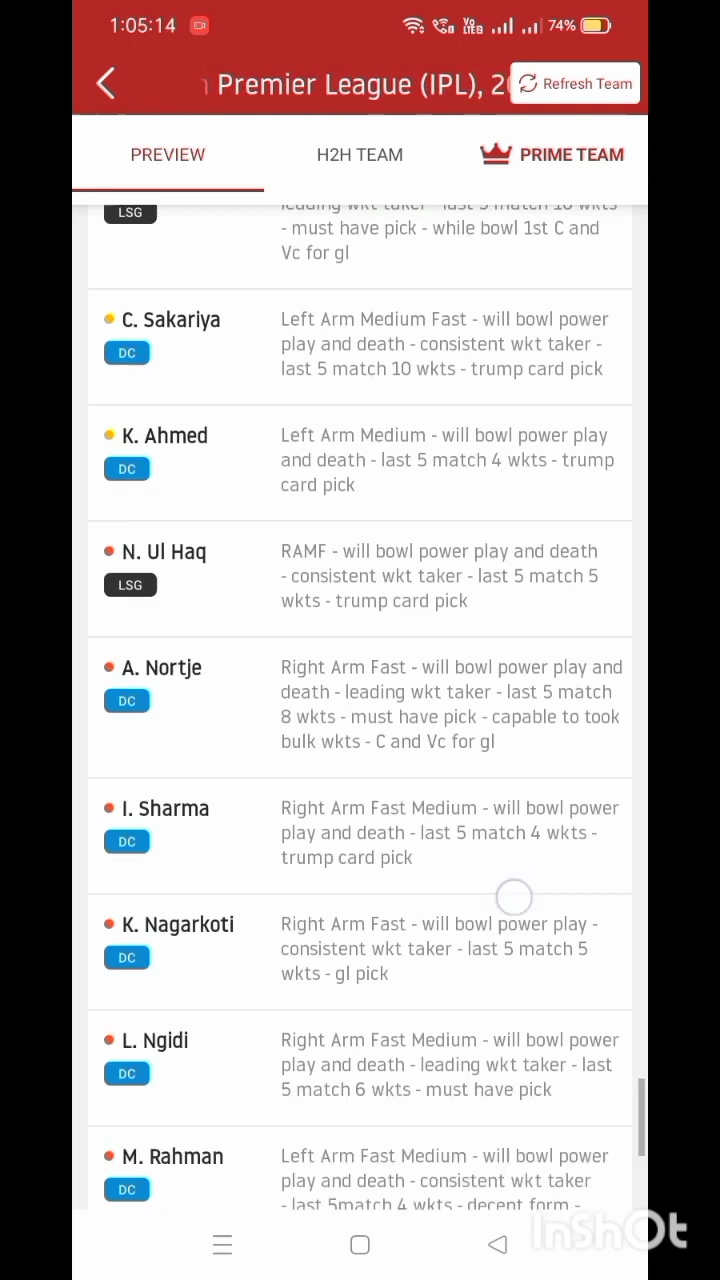 1:05:14
74%
Premier League (IPL), 2
Refresh Team
PREVIEW
H2H TEAM
PRIME TEAM
LSG
leading wkt taker - last 5 match 10 wkts
- must have pick - while bowl 1st C and
Vc for gl
C. Sakariya
DC
Left Arm Medium Fast - will bowl power
play and death - consistent wkt taker -
last 5 match 10 wkts - trump card pick
K. Ahmed
DC
Left Arm Medium - will bowl power play
and death - last 5 match 4 wkts - trump
card pick
N. Ul Haq
LSG
RAMF - will bowl power play and death
- consistent wkt taker - last 5 match 5
wkts - trump card pick
A. Nortje
DC
Right Arm Fast - will bowl power play and
death - leading wkt taker - last 5 match
8 wkts - must have pick - capable to took
bulk wkts - C and Vc for gl
I. Sharma
DC
Right Arm Fast Medium - will bowl power
play and death - last 5 match 4 wkts -
trump card pick
K. Nagarkoti
DC
Right Arm Fast - will bowl power play -
consistent wkt taker - last 5 match 5
wkts - gl pick
L. Ngidi
DC
Right Arm Fast Medium - will bowl power
play and death - leading wkt taker - last
5 match 6 wkts - must have pick
M. Rahman
DC
Left Arm Fast Medium - will bowl power
play and death - consistent wkt taker
- last 5match 4 wkts - decent form -
InShOt